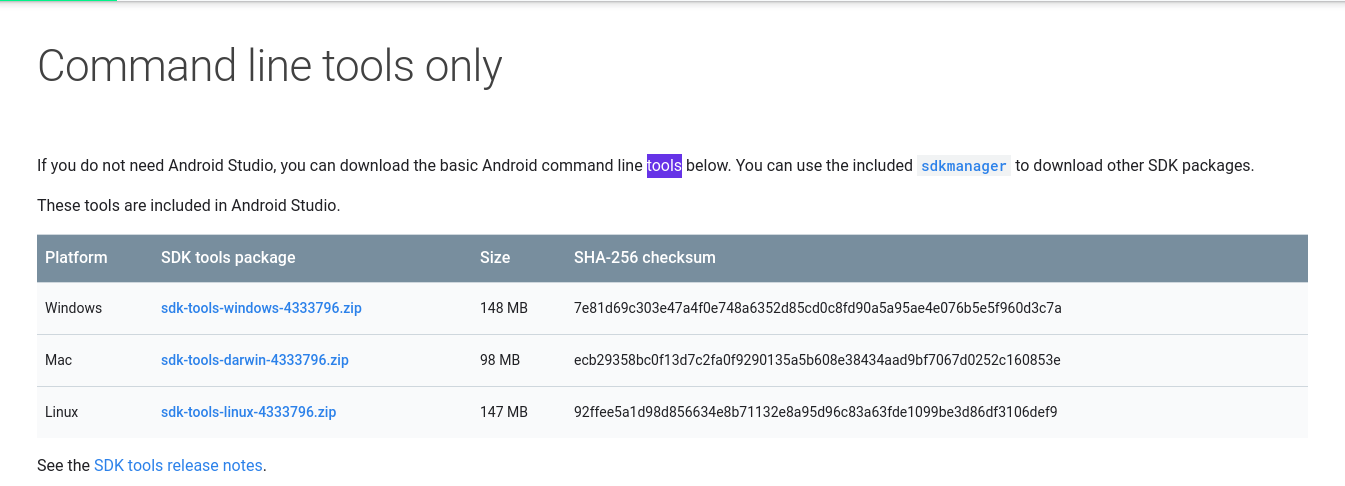 Command line tools only
If you do not need Android Studio, you can download the basic Android command line tools below. You can use the included sdkmanager to download other SDK packages.
These tools are included in Android Studio.
Platform SDK tools package Size SHA-256 checksum
Windows sdk-tools-windows-4333796.zip 148 MB 7e81d69c303e47a4f0e748a6352d85cd0c8fd90a5a95ae4e076b5e5f960d3c7a
Mac sdk-tools-darwin-4333796.zip 98 MB ecb29358bc0f13d7c2fa0f9290135a5b608e38434aad9bf7067d0252c160853e
Linux sdk-tools-linux-4333796.zip 147 MB 92ffee5a1d98d856634e8b71132e8a95d96c83a63fde1099be3d86df3106def9
See the SDK tools release notes.